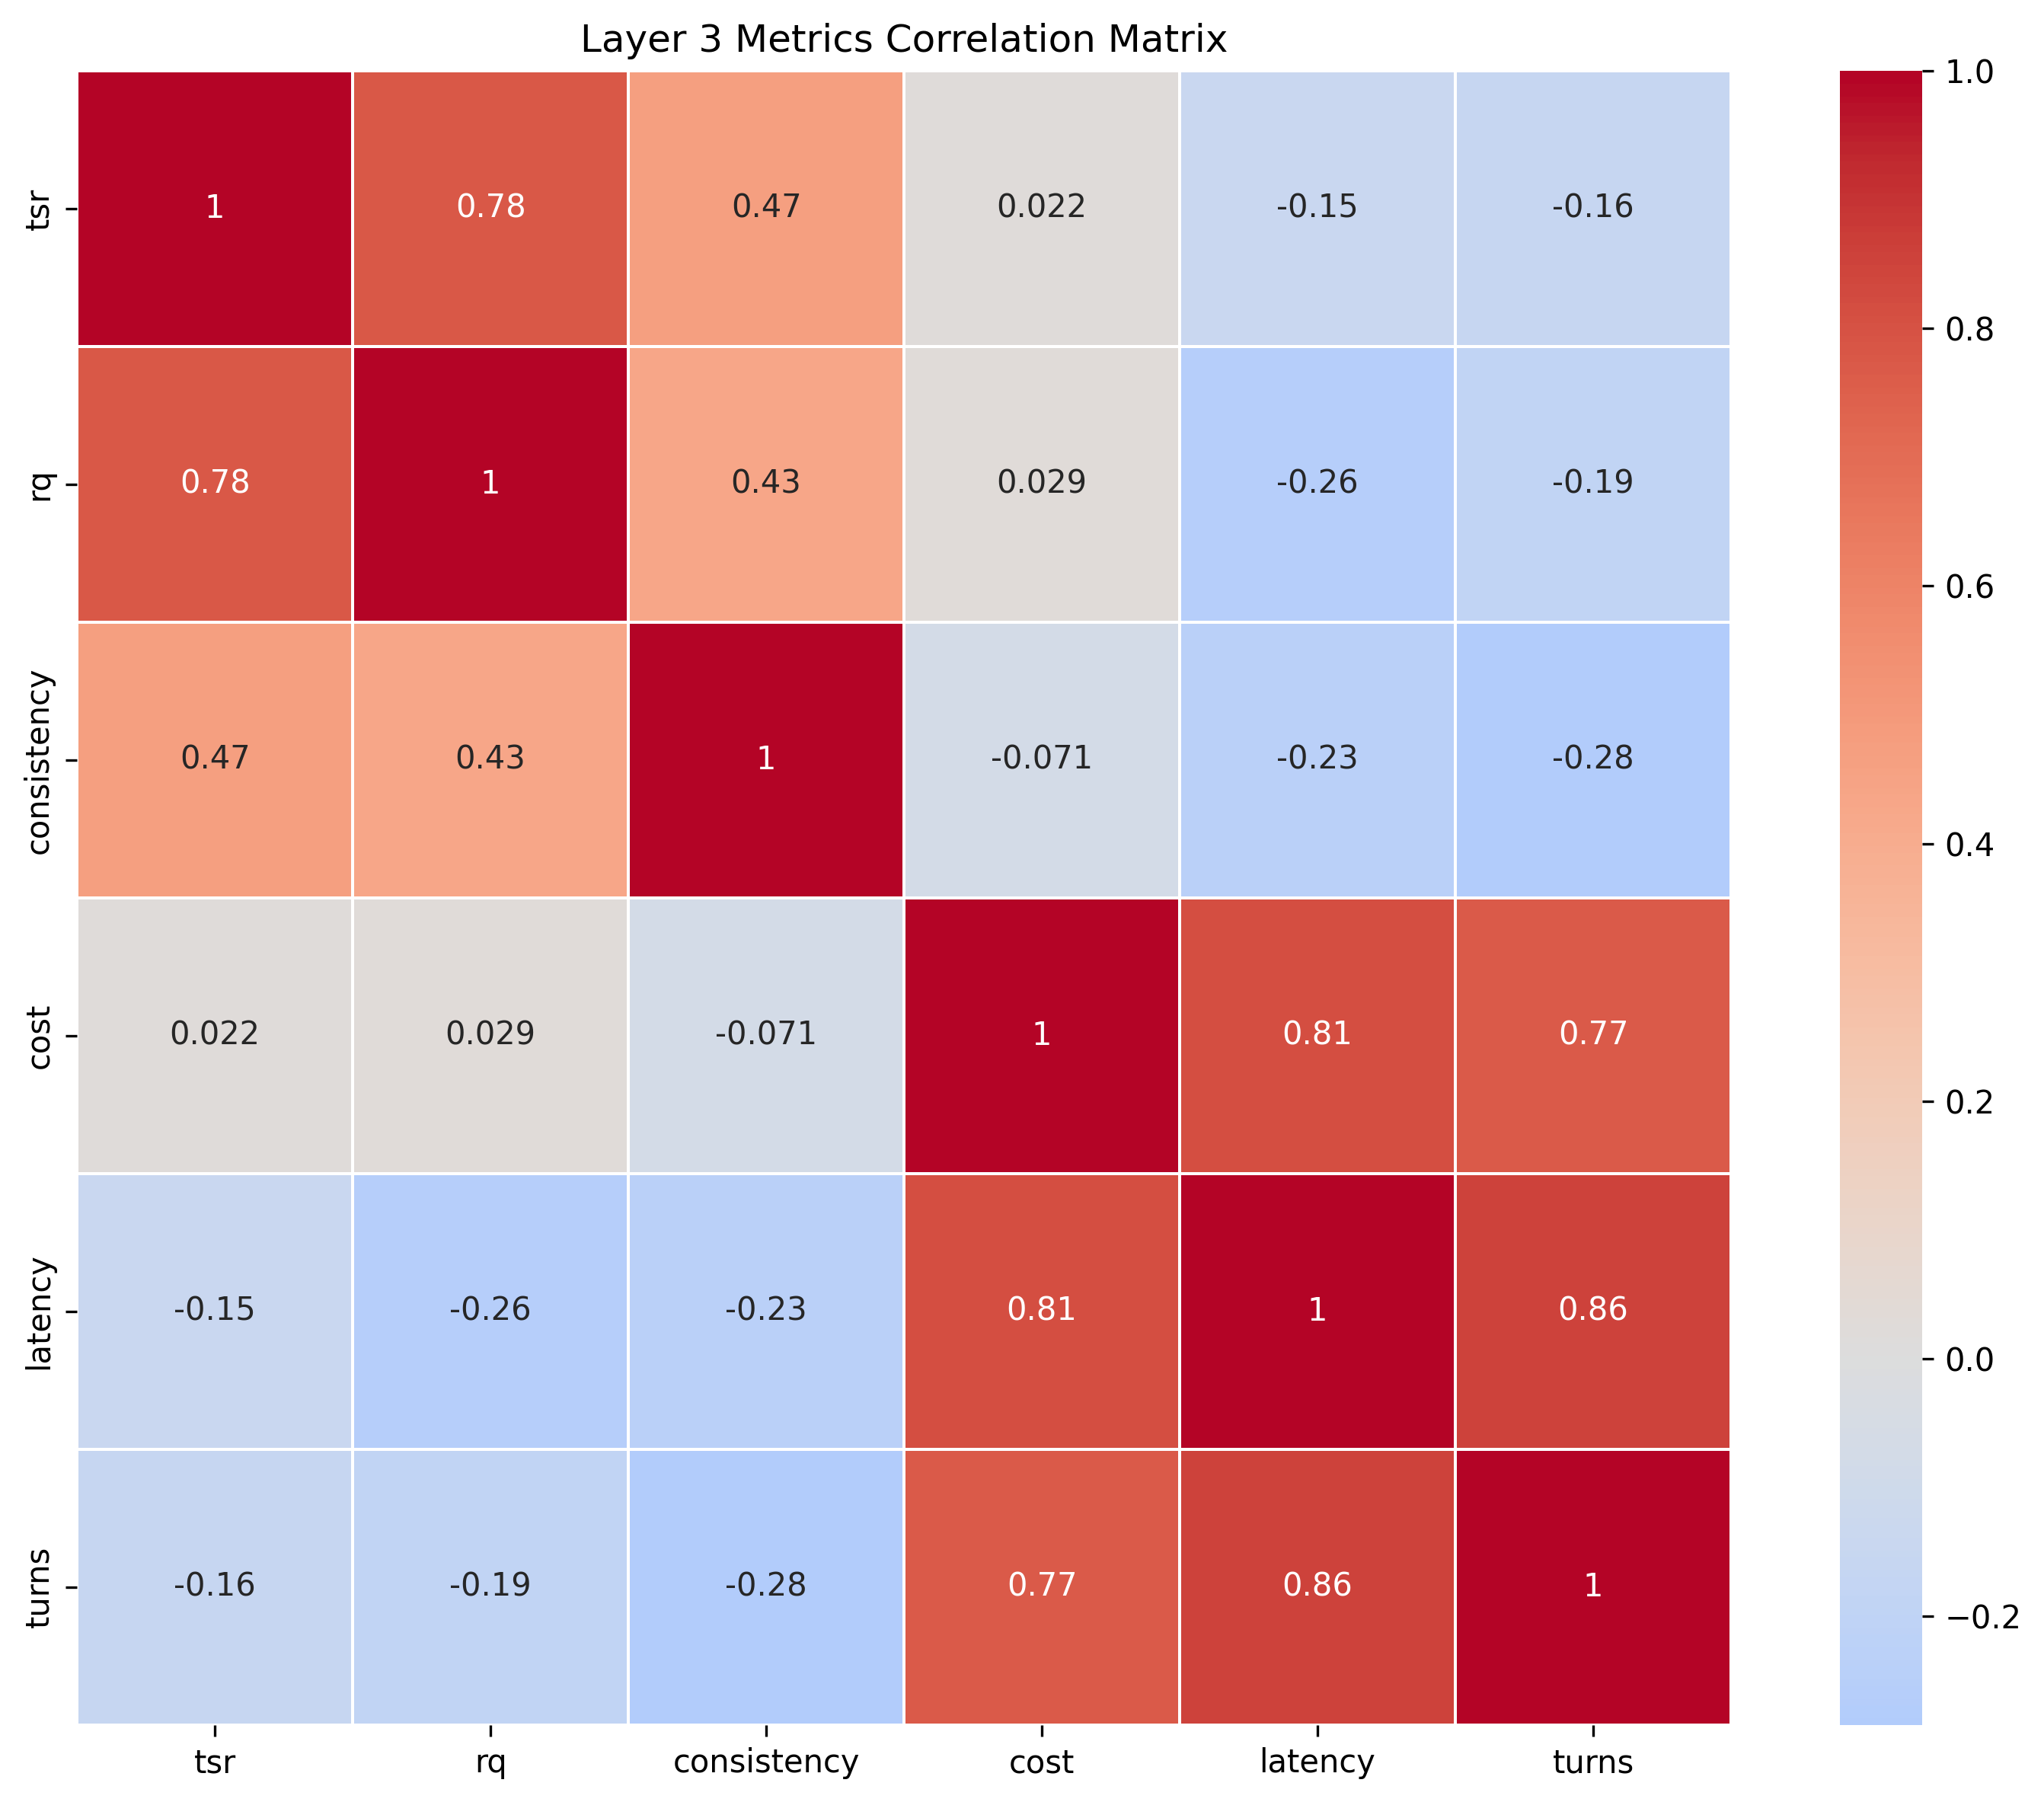 Layer 3 Metrics Correlation Matrix
tsr 1 0.78 0.47 0.022 -0.15 -0.16
rq 0.78 1 0.43 0.029 -0.26 -0.19
consistency 0.47 0.43 1 -0.071 -0.23 -0.28
cost 0.022 0.029 -0.071 1 0.81 0.77
latency -0.15 -0.26 -0.23 0.81 1 0.86
turns -0.16 -0.19 -0.28 0.77 0.86 1
tsr rq consistency cost latency turns
1.0
0.8
0.6
0.4
0.2
0.0
−0.2